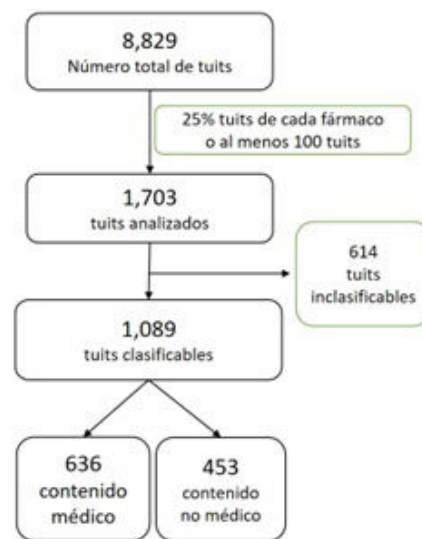 8,829
Número total de tuits
25% tuits de cada fármaco
o al menos 100 tuits
1,703
tuits analizados
614
tuits
inclasificables
1,089
tuits clasificables
636
contenido
médico
453
contenido
no médico